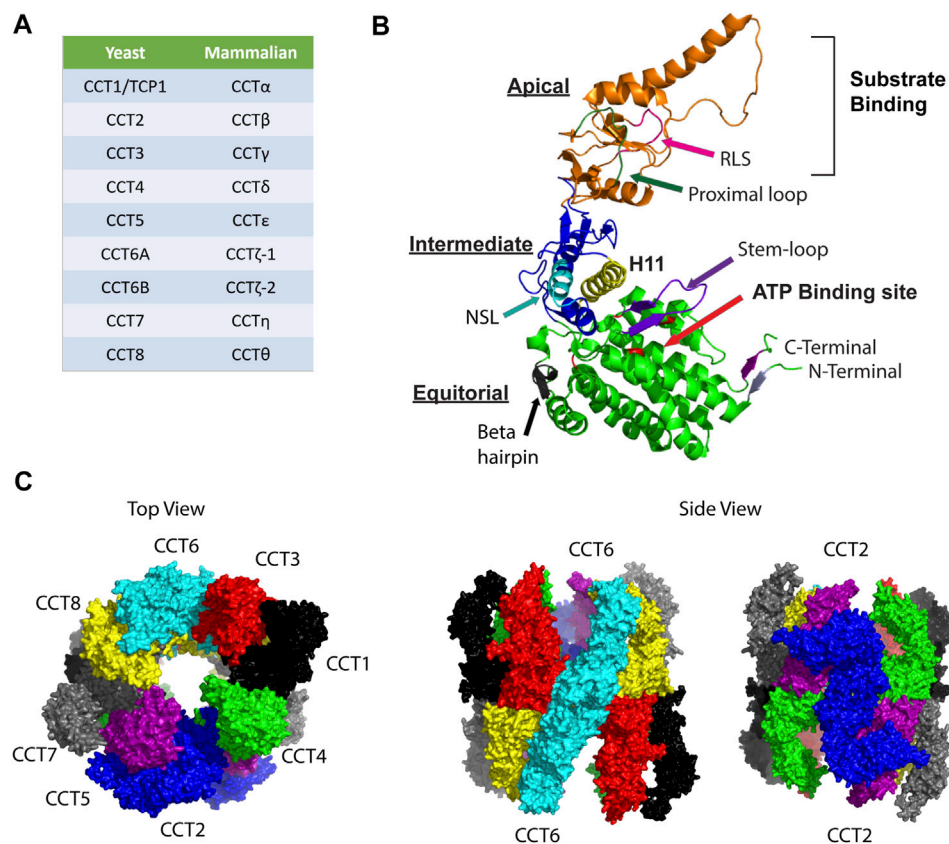 A
Yeast Mammalian
CCT1/TCP1 CCTα
CCT2 CCTβ
CCT3 CCTγ
CCT4 CCTδ
CCT5 CCTε
CCT6A CCTζ-1
CCT6B CCTζ-2
CCT7 CCTη
CCT8 CCTθ
B
Apical
Substrate
Binding
RLS
Proximal loop
Intermediate
H11
Stem-loop
NSL
ATP Binding site
C-Terminal
N-Terminal
Equitorial
Beta
hairpin
C
Top View
CCT6
CCT3
CCT8
CCT1
CCT7
CCT4
CCT5
CCT2
Side View
CCT6
CCT2
CCT6
CCT2